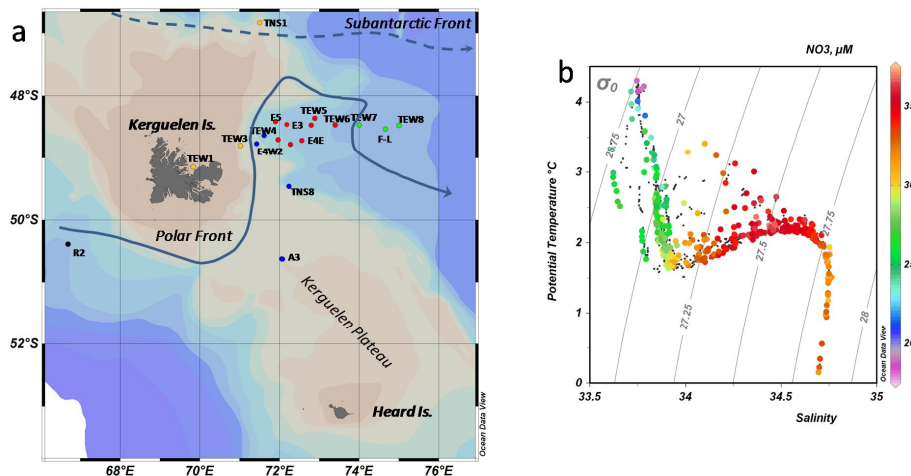 a
TNS1
Subantarctic Front
48°S
50°S
52°S
Kerguelen Is.
TEW5
E5
E3
TEW6
TEW7
TEW8
TEW3
TEW4
E4E
F-L
E4W2
TEW1
TNS8
Polar Front
R2
A3
Kerguelen Plateau
Heard Is.
68°E
70°E
72°E
74°E
76°E
Ocean Data View
b
NO3, µM
σ0
4
3
2
1
0
Potential Temperature °C
26.75
27
27.25
27.5
27.75
28
33.5
34
34.5
35
Salinity
30
25
Ocean Data View